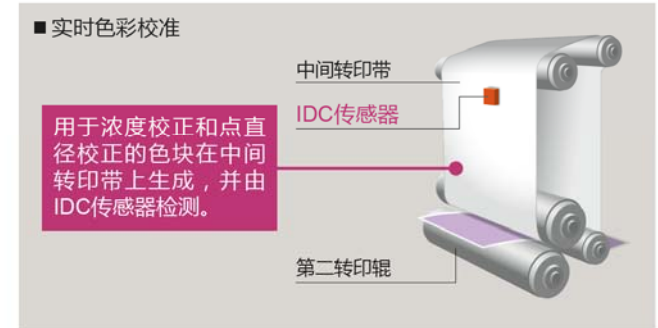 ■ 实时色彩校准
中间转印带
IDC传感器
用于浓度校正和点直
径校正的色块在中间
转印带上生成，并由
IDC传感器检测。
第二转印辊